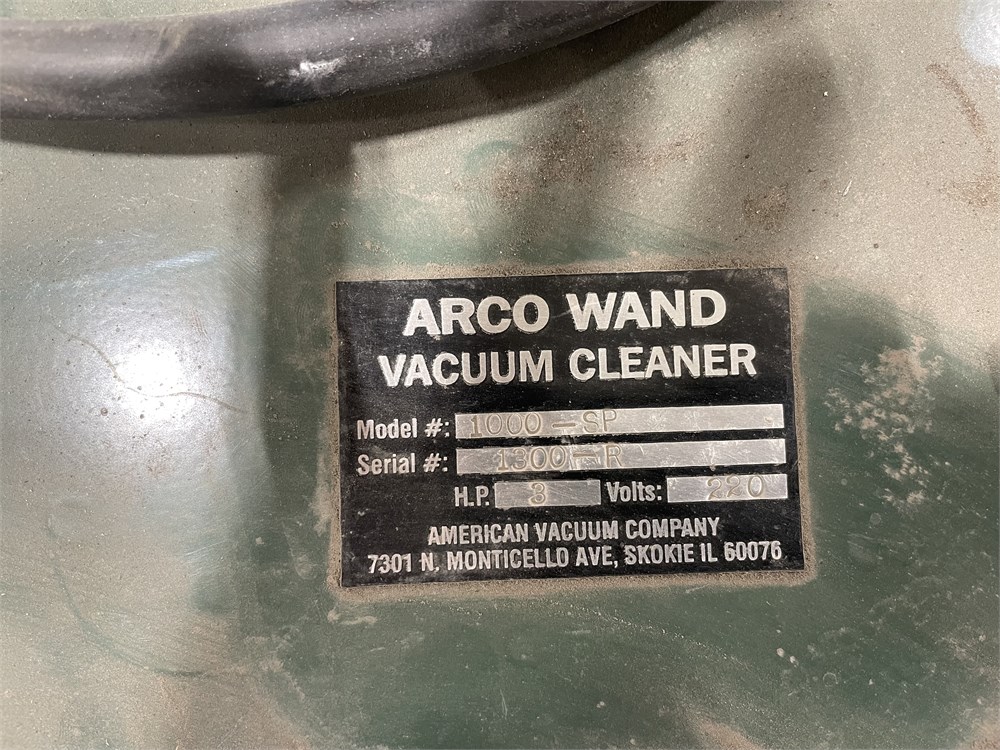 ARCO WAND
VACUUM CLEANER
Model #: 1000-SP
Serial #: 1300-R
H.P. 3 Volts: 220
AMERICAN VACUUM COMPANY
7301 N. MONTICELLO AVE, SKOKIE IL 60076